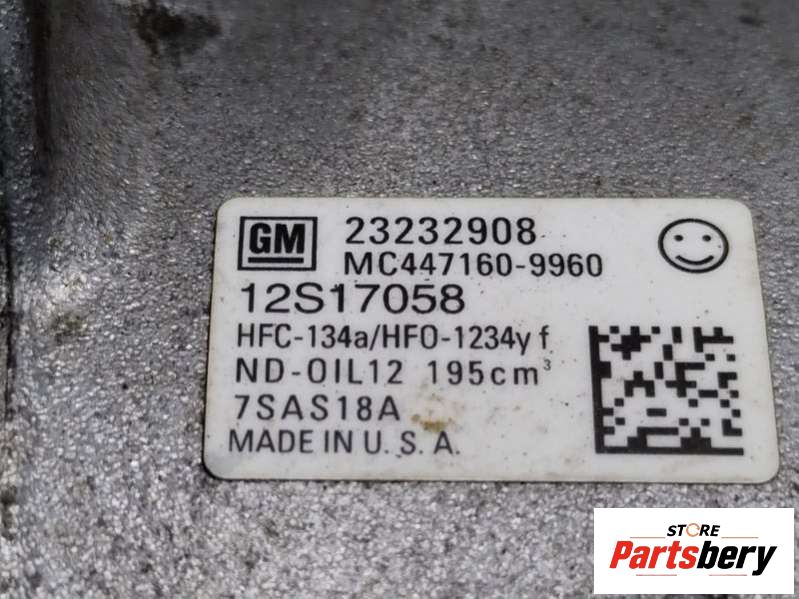 GM 23232908
MC447160-9960
12S17058
HFC-134a/HFO-1234y f
ND-OIL12 195cm³
7SAS18A
MADE IN U. S. A.
STORE
Partsbery